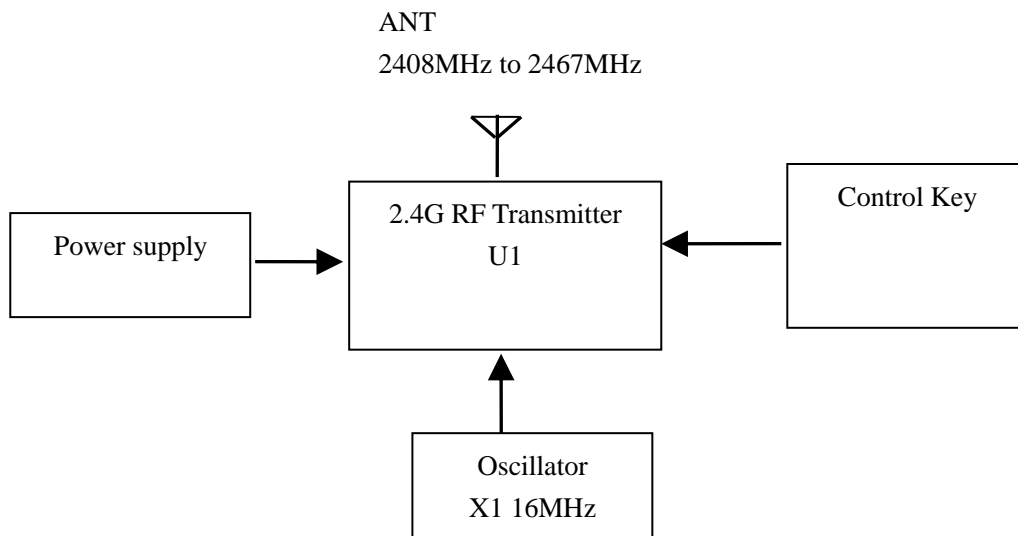 ANT
2408MHz to 2467MHz
2.4G RF Transmitter
U1
Control Key
Power supply
Oscillator
X1 16MHz